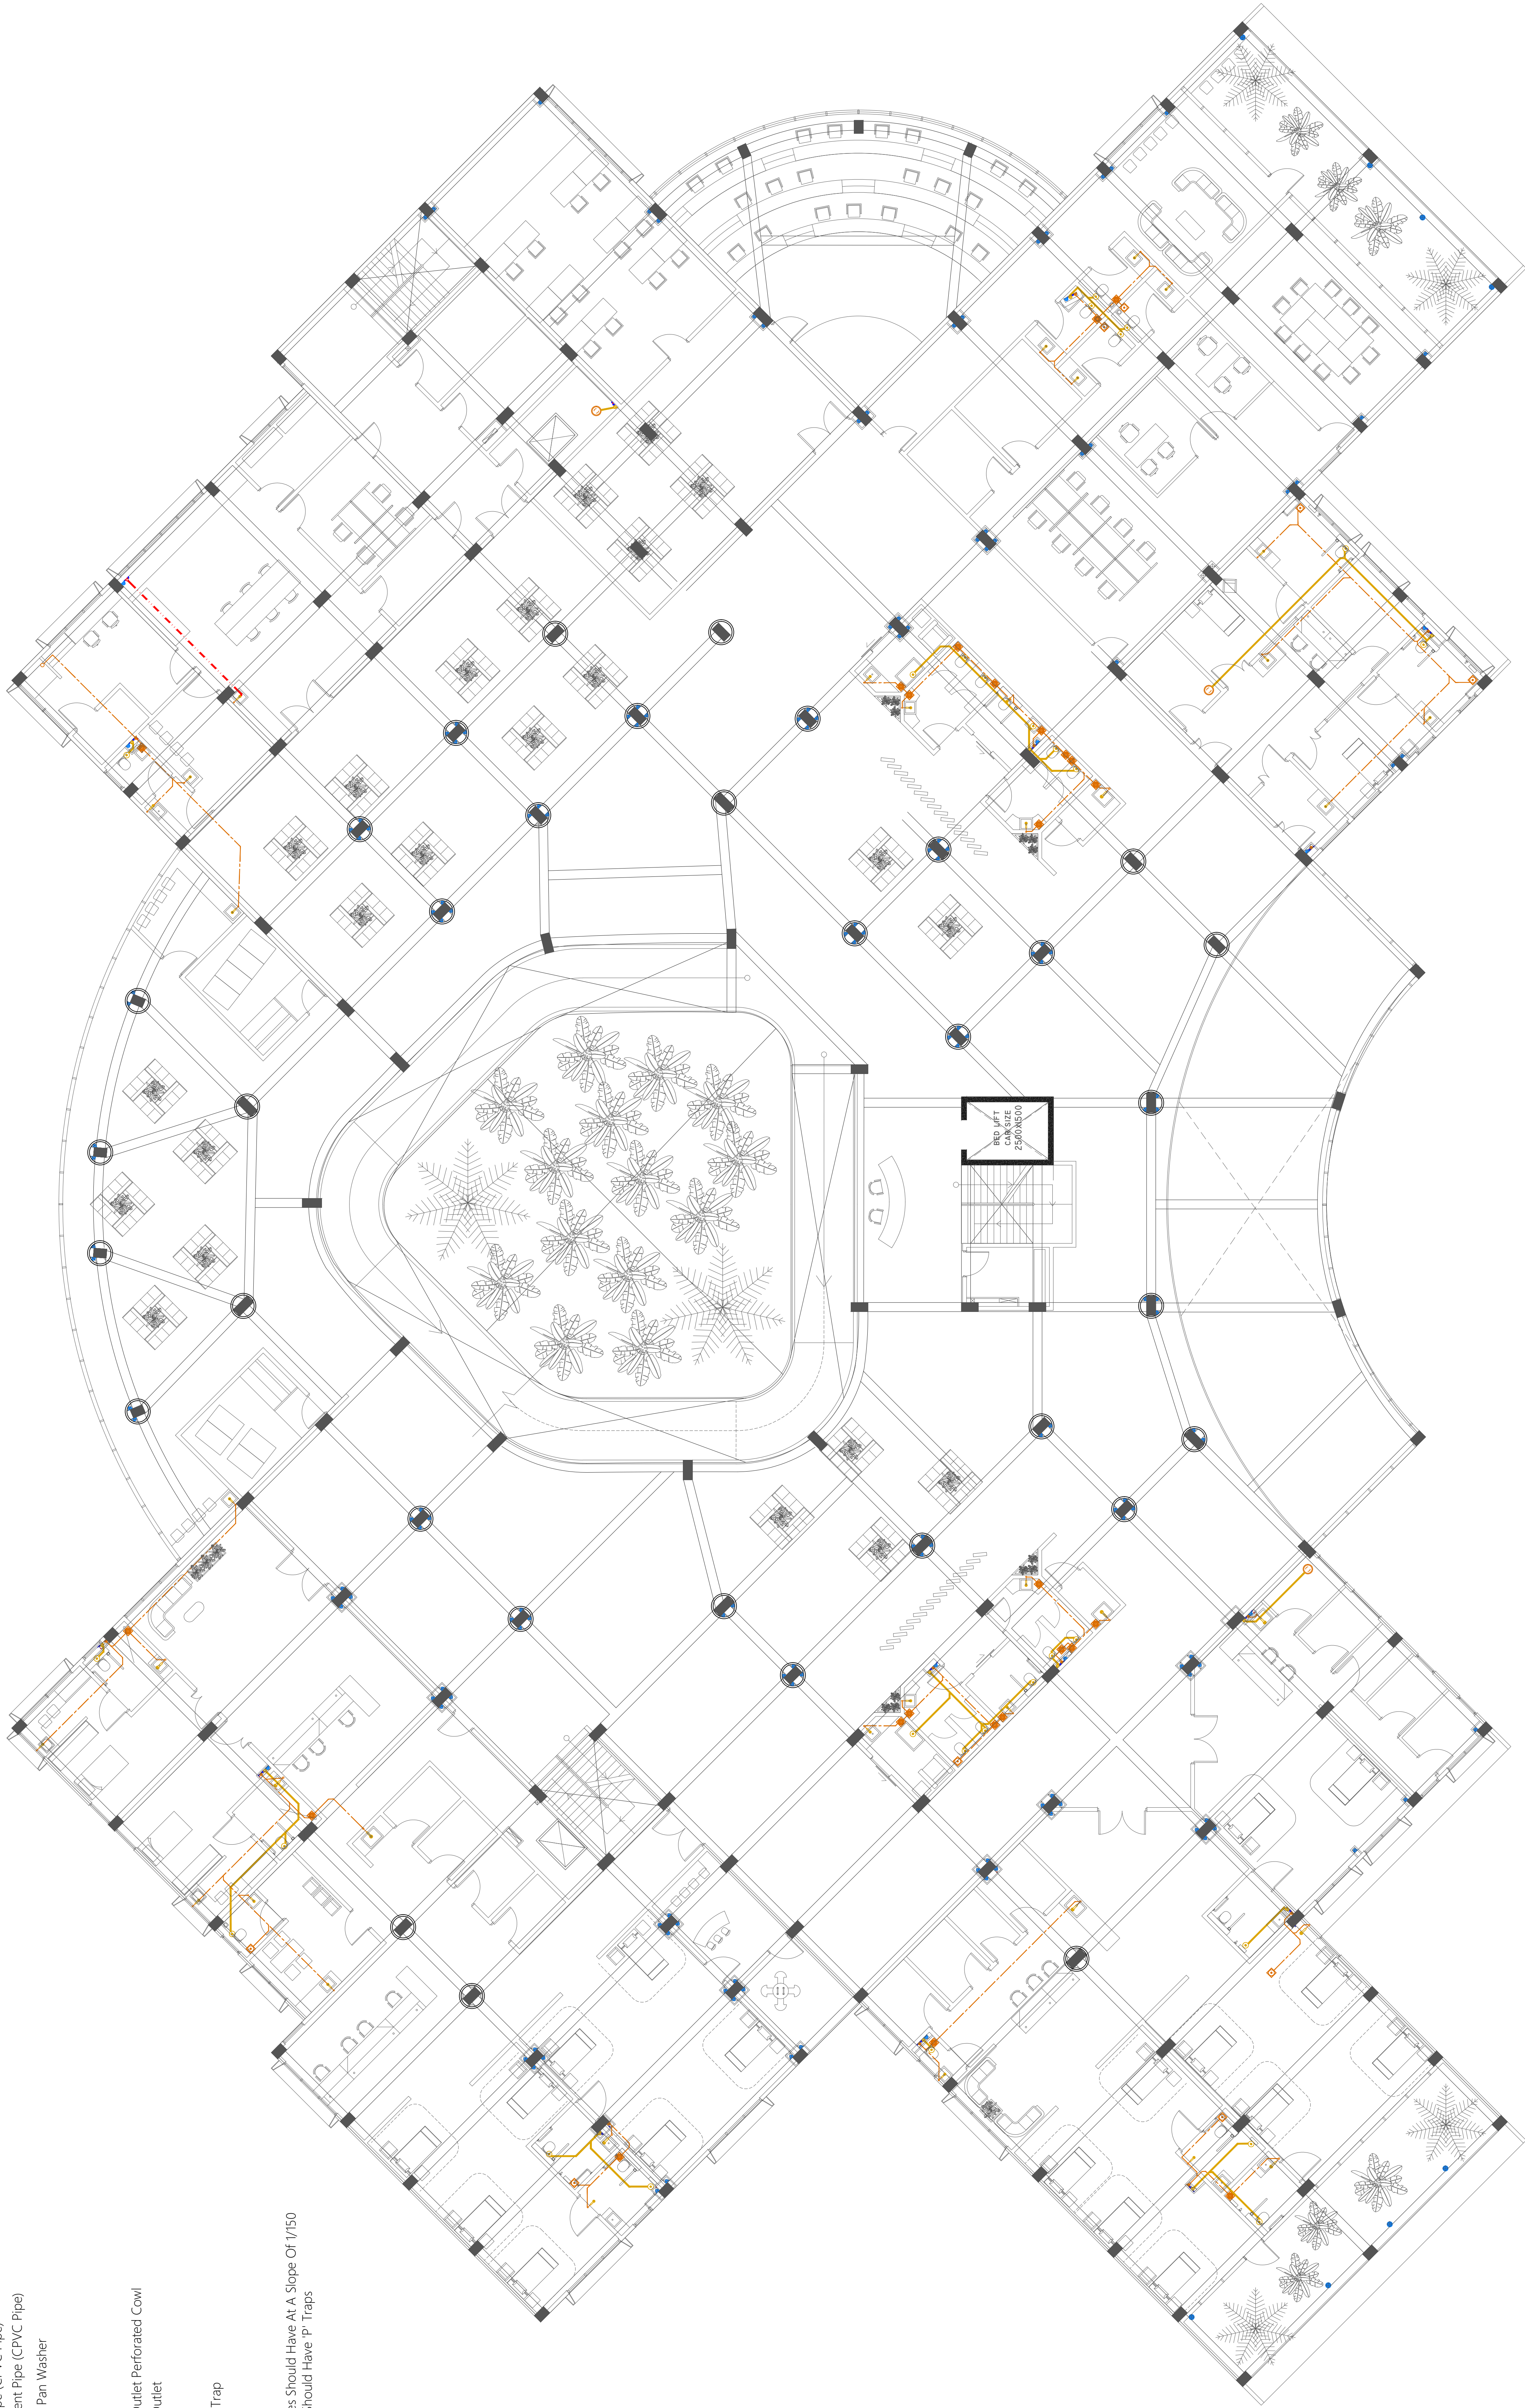 ent Pipe (CPVC Pipe)
Pan Washer
utlet Perforated Cowl
utlet
Trap
es Should Have At A Slope Of 1/150
hould Have 'P' Traps
BED LIFT
CAR SIZE
2500X1500